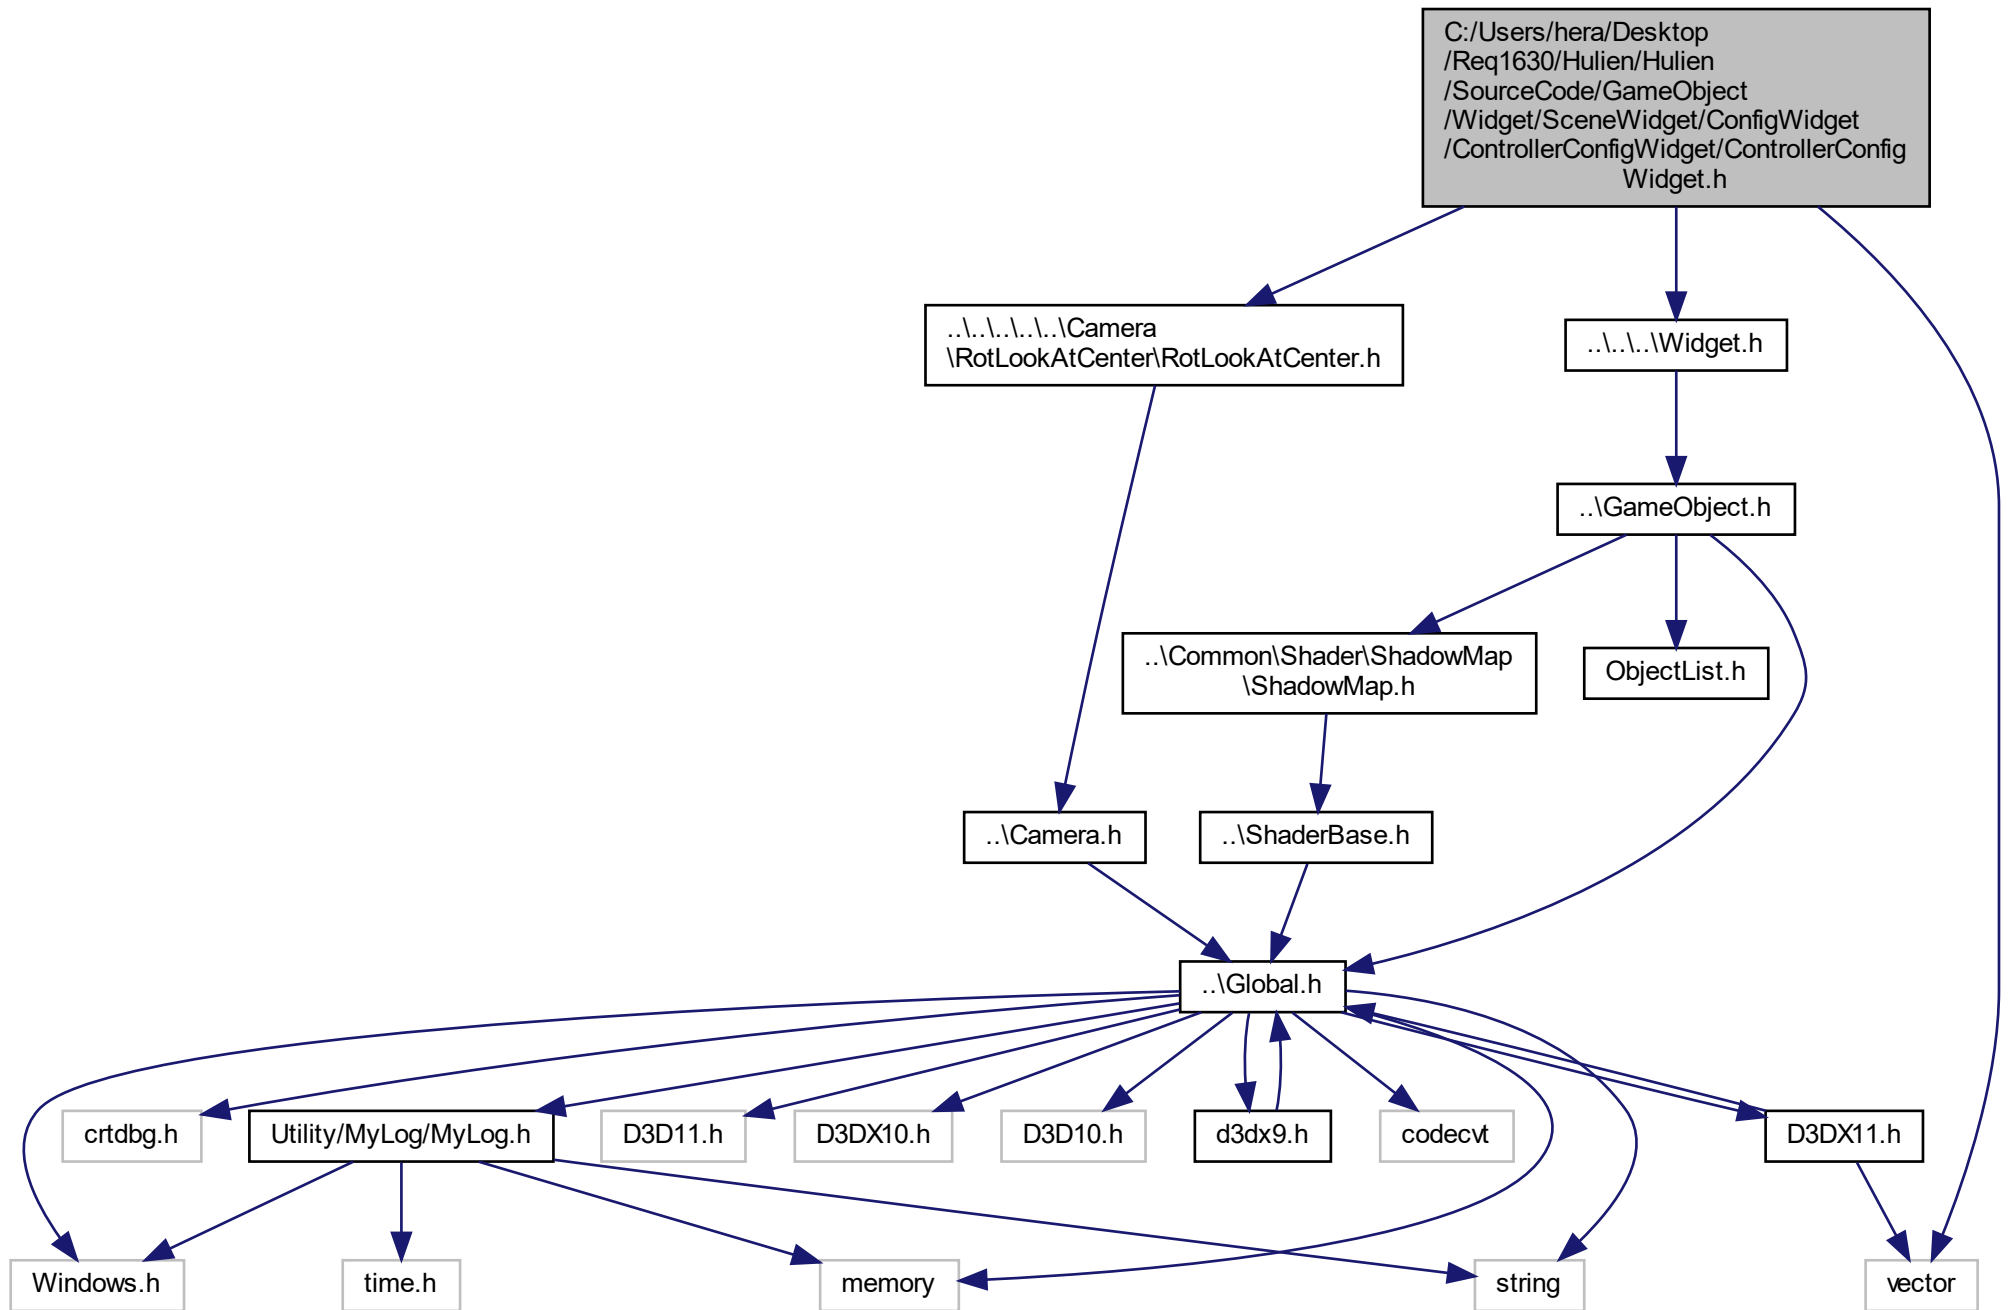 C:/Users/hera/Desktop
/Req1630/Hulien/Hulien
/SourceCode/GameObject
/Widget/SceneWidget/ConfigWidget
/ControllerConfigWidget/ControllerConfig
Widget.h
..\..\..\..\..\Camera
\RotLookAtCenter\RotLookAtCenter.h
..\..\..\Widget.h
..\GameObject.h
..\Common\Shader\ShadowMap
\ShadowMap.h
ObjectList.h
..\Camera.h
..\ShaderBase.h
..\Global.h
crtdbg.h
Utility/MyLog/MyLog.h
D3D11.h
D3DX10.h
D3D10.h
d3dx9.h
codecvt
D3DX11.h
Windows.h
time.h
memory
string
vector